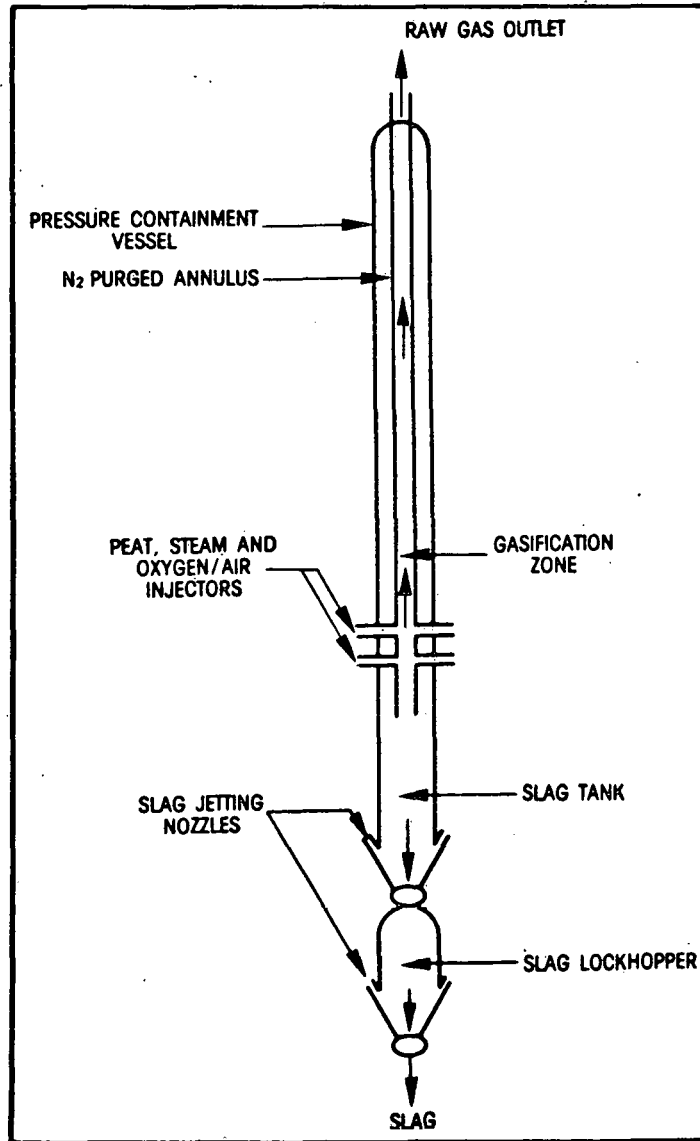 RAW GAS OUTLET
PRESSURE CONTAINMENT
VESSEL
N₂ PURGED ANNULUS
PEAT, STEAM AND
OXYGEN/AIR
INJECTORS
GASIFICATION
ZONE
SLAG TANK
SLAG JETTING
NOZZLES
SLAG LOCKHOPPER
SLAG